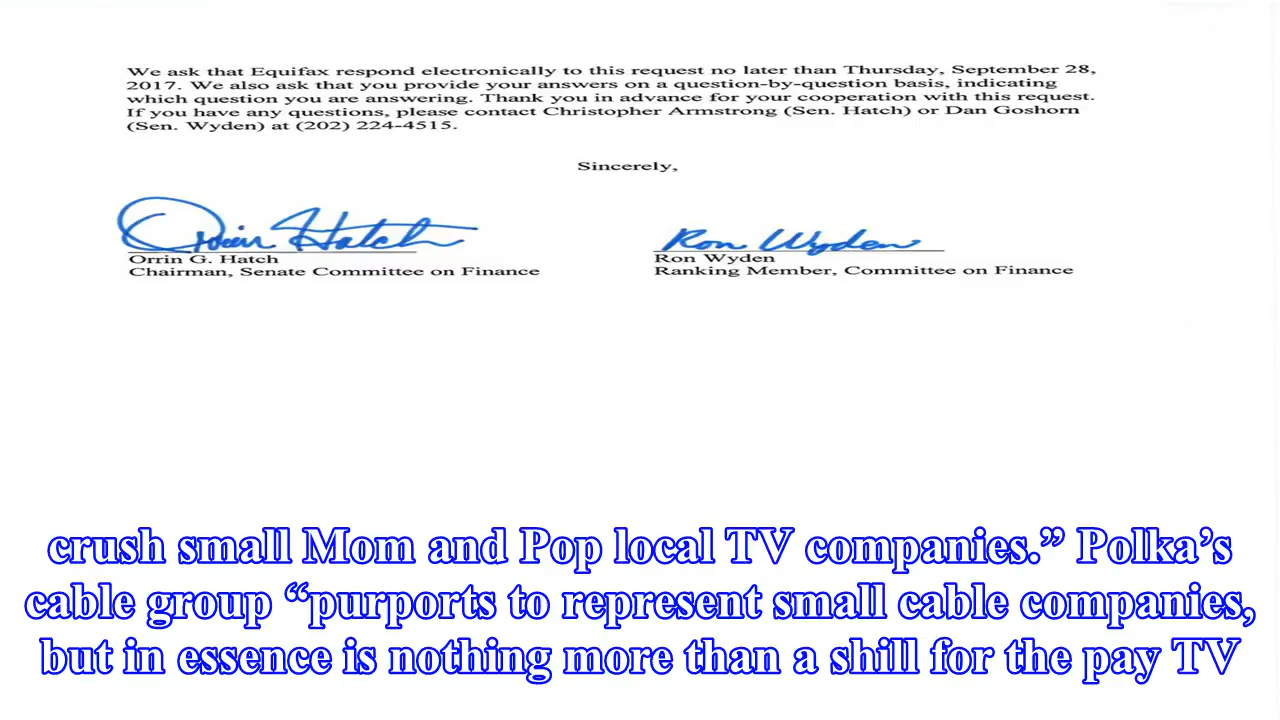 We ask that Equifax respond electronically to this request no later than Thursday, September 28,
2017. We also ask that you provide your answers on a question-by-question basis, indicating
which question you are answering. Thank you in advance for your cooperation with this request.
If you have any questions, please contact Christopher Armstrong (Sen. Hatch) or Dan Goshorn
(Sen. Wyden) at (202) 224-4515.
Sincerely,
Orrin Hatch
Orrin G. Hatch
Chairman, Senate Committee on Finance
Ron Wyden
Ron Wyden
Ranking Member, Committee on Finance
crush small Mom and Pop local TV companies.” Polka’s
cable group “purports to represent small cable companies,
but in essence is nothing more than a shill for the pay TV